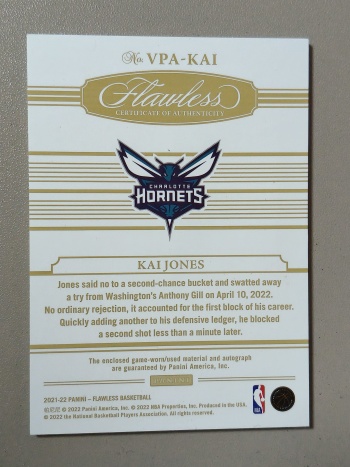 No. VPA-KAI
Flawless
CERTIFICATE OF AUTHENTICITY
CHARLOTTE
HORNETS
KAI JONES
Jones said no to a second-chance bucket and swatted away
a try from Washington's Anthony Gill on April 10, 2022.
No ordinary rejection, it accounted for the first block of his career.
Quickly adding another to his defensive ledger, he blocked
a second shot less than a minute later.
The enclosed game-worn/used material and autograph
are guaranteed by Panini America, Inc.
2021-22 PANINI – FLAWLESS BASKETBALL
© 2022 Panini America, Inc. © 2022 NBA Properties, Inc. Produced in the USA.
© 2022 the National Basketball Players Association. All rights reserved.
NBA